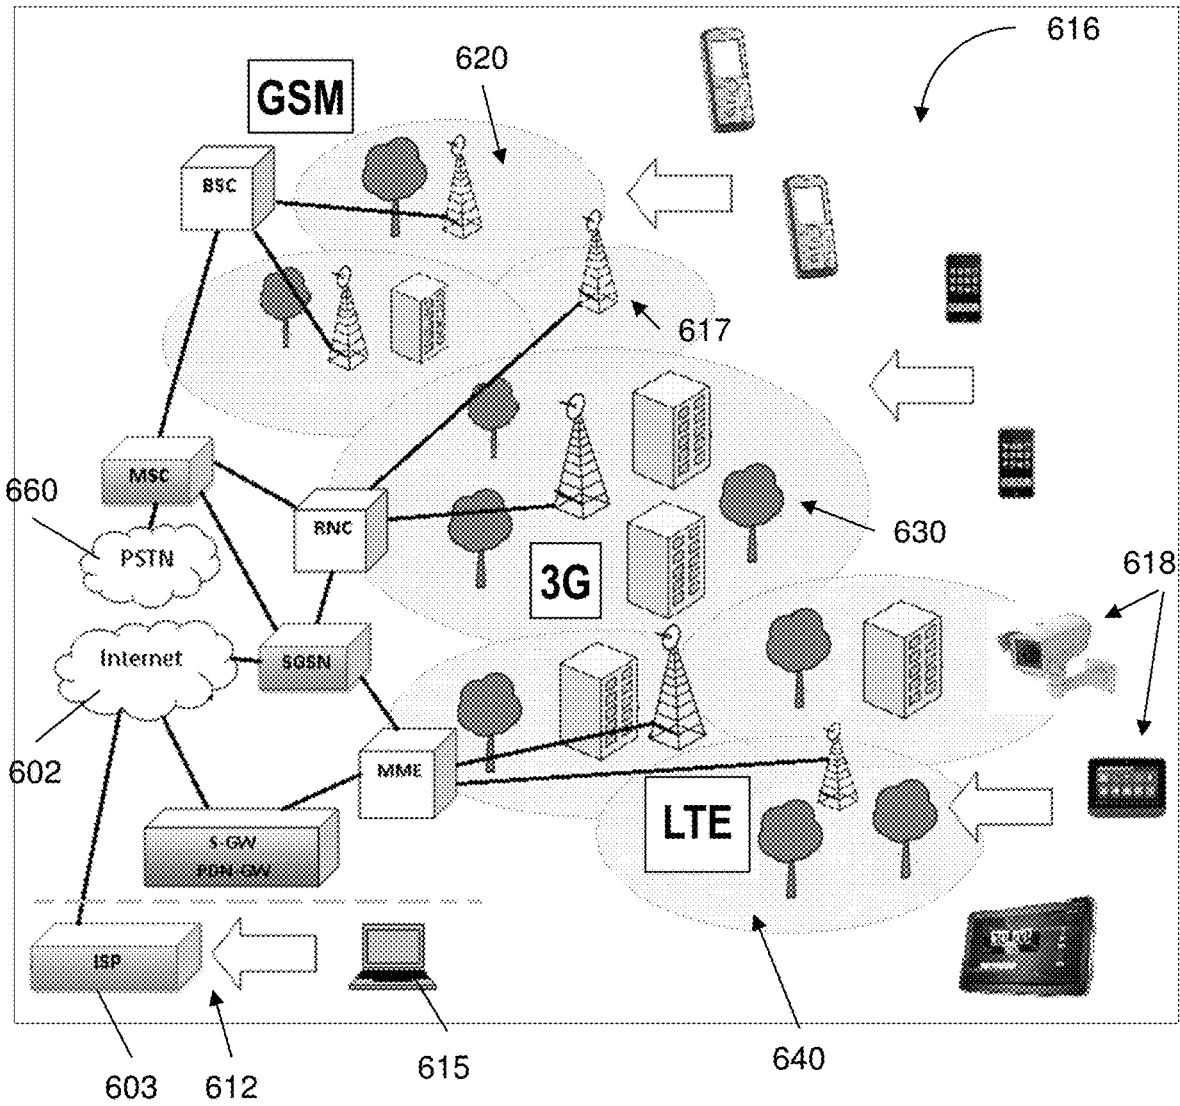 616
620
GSM
BSC
617
MSC
660
RNC
630
PSTN
3G
618
Internet
SGSN
602
MME
LTE
S-GW
PDN-GW
ISP
640
615
603
612